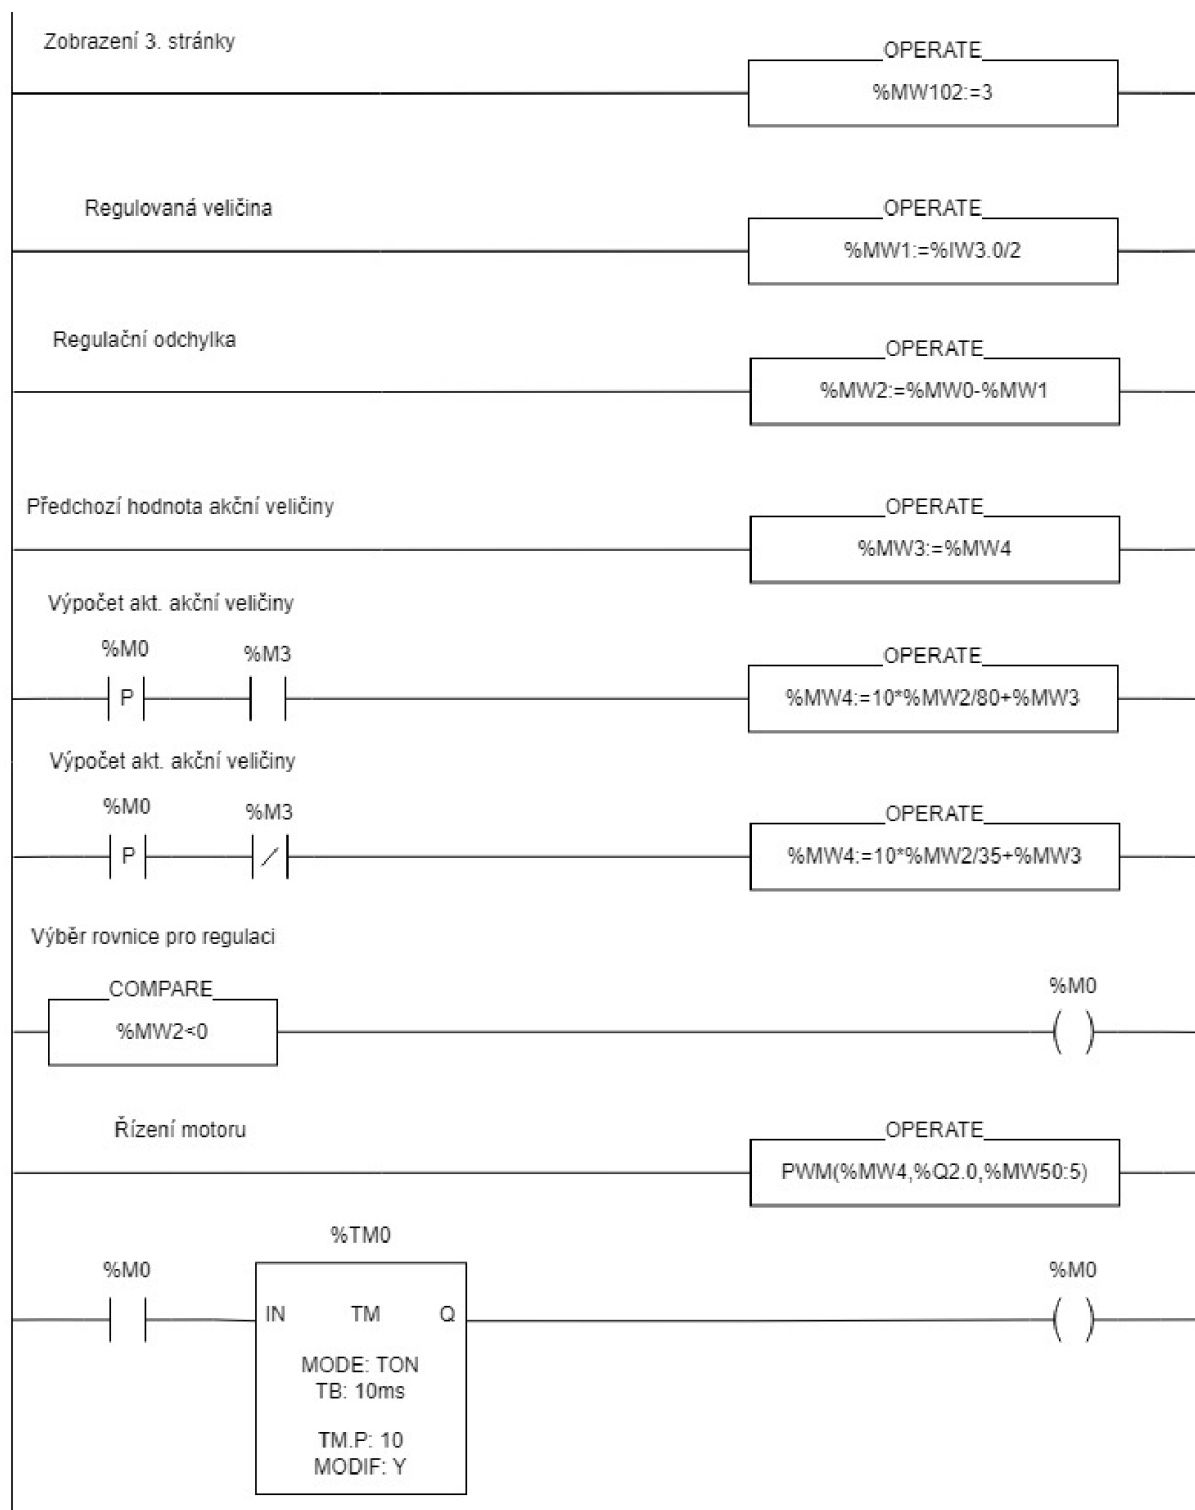 Zobrazení 3. stránky
OPERATE
%MW102:=3
Regulovaná veličina
OPERATE
%MW1:=%IW3.0/2
Regulační odchylka
OPERATE
%MW2:=%MW0-%MW1
Předchozí hodnota akční veličiny
OPERATE
%MW3:=%MW4
Výpočet akt. akční veličiny
%M0 %M3
OPERATE
P
%MW4:=10*%MW2/80+%MW3
Výpočet akt. akční veličiny
%M0 %M3
OPERATE
P
%MW4:=10*%MW2/35+%MW3
Výběr rovnice pro regulaci
COMPARE
%M0
%MW2<0
Řízení motoru
OPERATE
PWM(%MW4,%Q2.0,%MW50:5)
%TM0
%M0
%M0
IN TM Q
MODE: TON
TB: 10ms
TM.P: 10
MODIF: Y